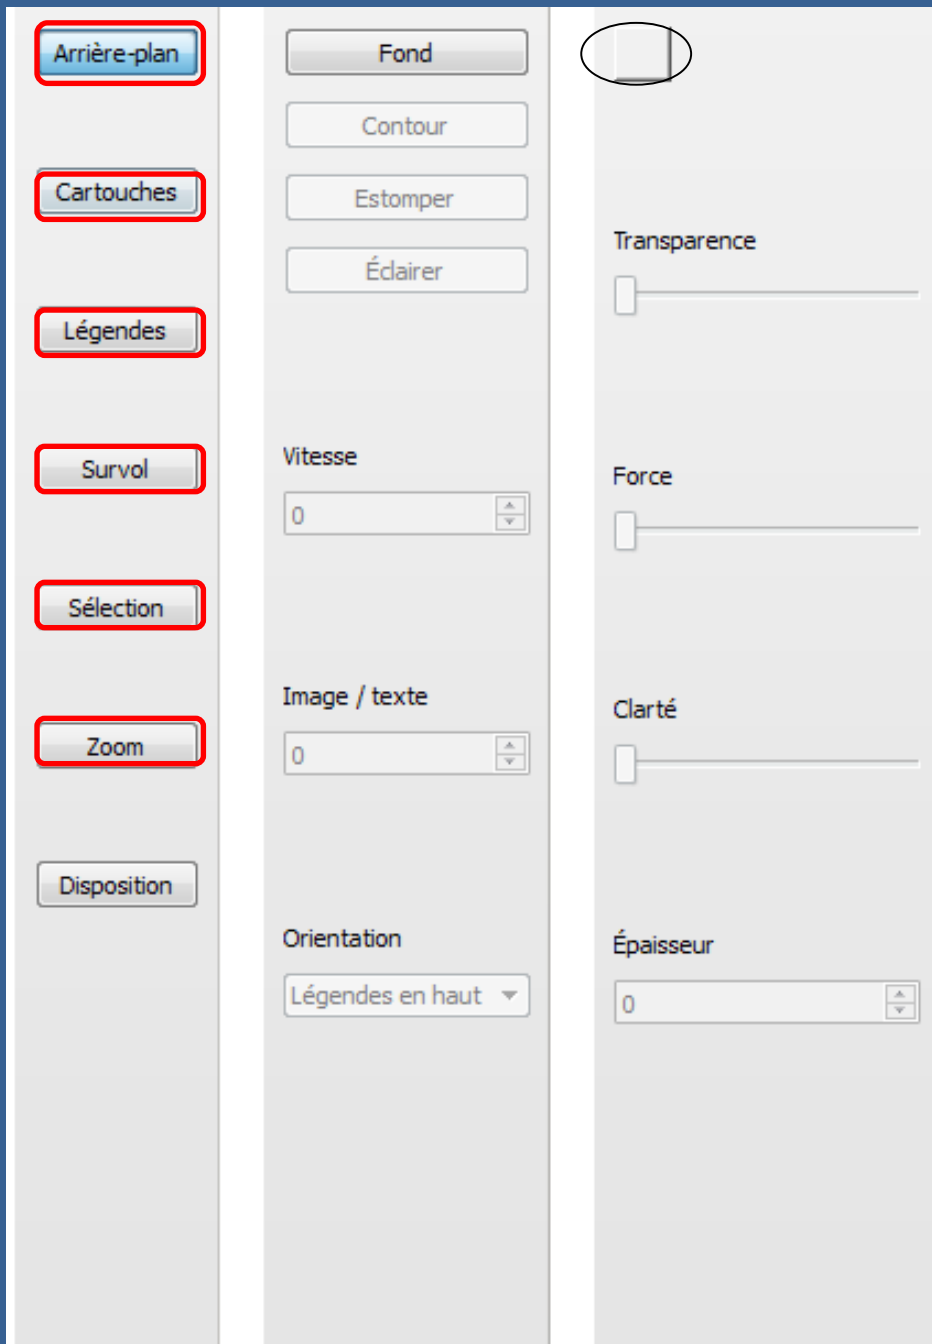 Arrière-plan
Cartouches
Légendes
Survol
Sélection
Zoom
Disposition
Fond
Contour
Estomper
Éclairer
Vitesse
0
Image / texte
0
Orientation
Légendes en haut
Transparence
Force
Clarté
Épaisseur
0